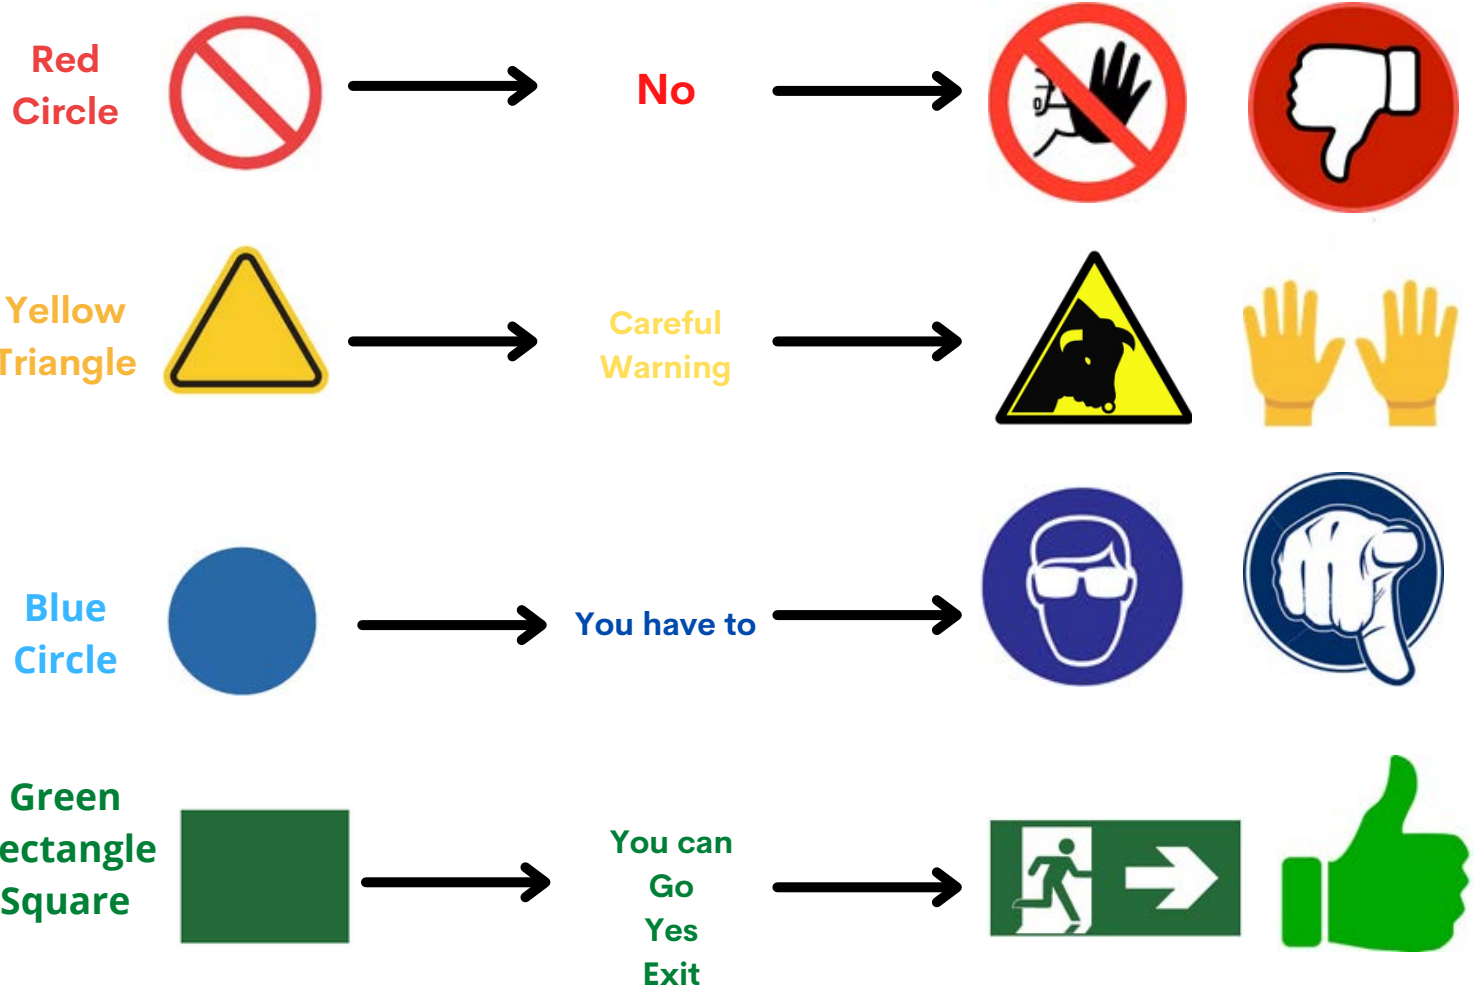 Red
Circle
No
Yellow
Triangle
Careful
Warning
Blue
Circle
You have to
Green
ectangle
Square
You can
Go
Yes
Exit